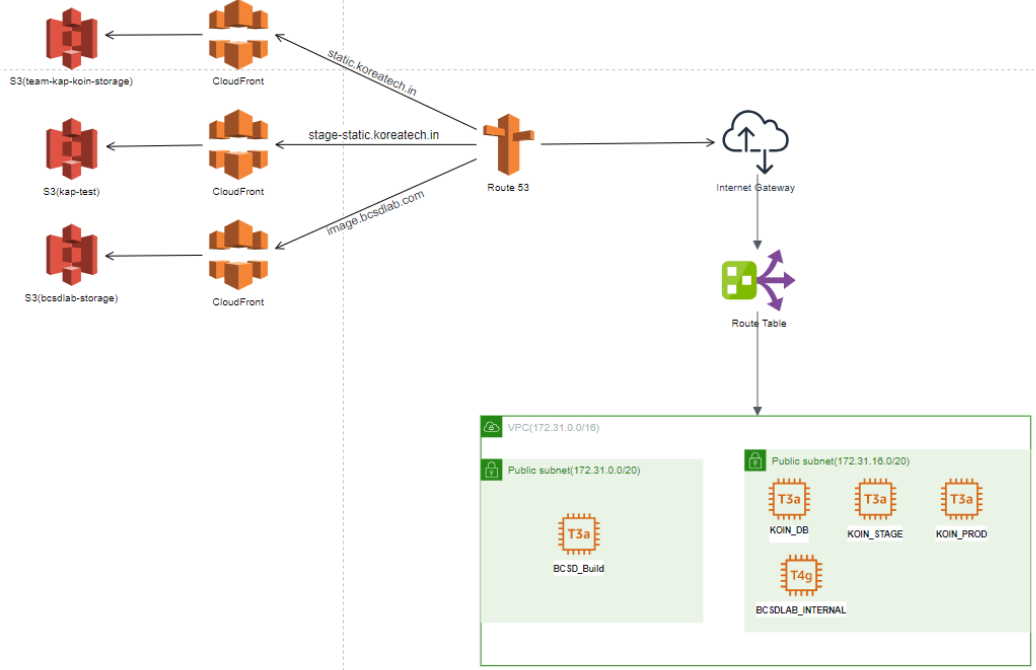 static.koreatech.in
S3(team-kap-koin-storage)
CloudFront
stage-static.koreatech.in
S3(kap-test)
CloudFront
Route 53
Internet Gateway
image.bcsdlab.com
S3(bcsdlab-storage)
CloudFront
Route Table
VPC(172.31.0.0/16)
Public subnet(172.31.0.0/20)
T3a
BCSD_Build
Public subnet(172.31.16.0/20)
T3a
T3a
T3a
KOIN_DB
KOIN_STAGE
KOIN_PROD
T4g
BCSDLAB_INTERNAL